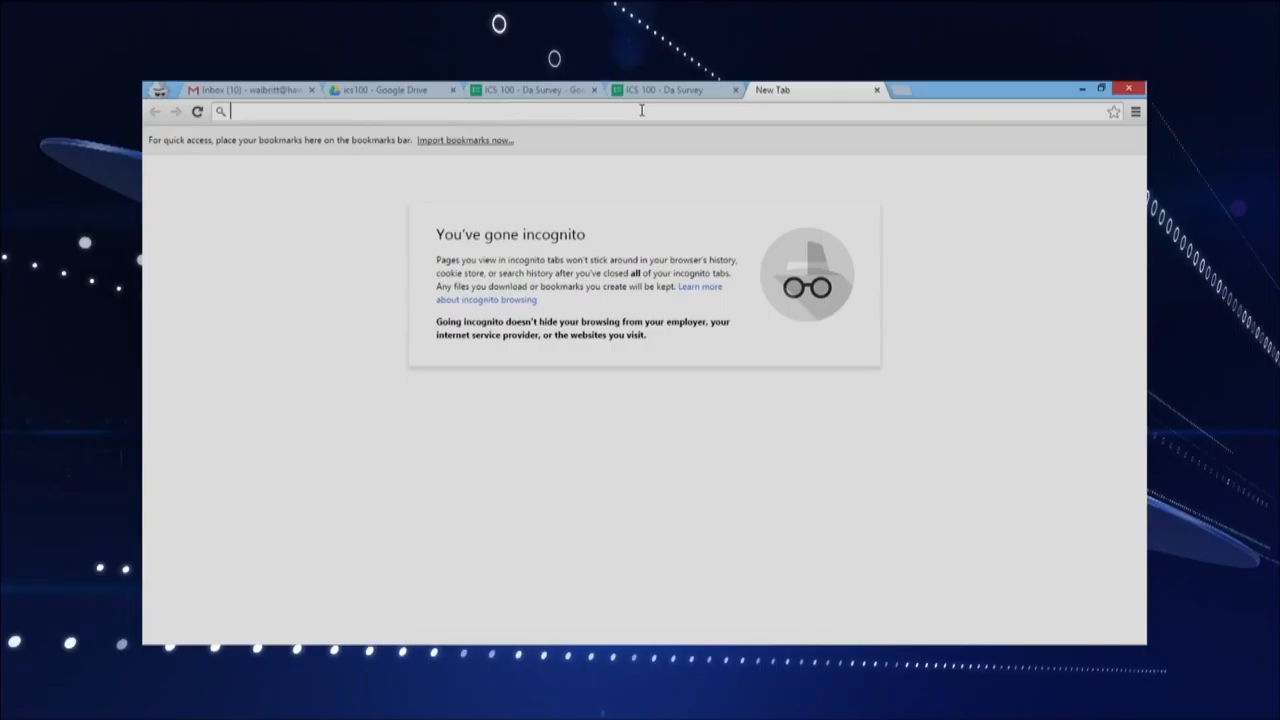 Inbox (10) - waibritt@haw
ics100 - Google Drive
ICS 100 - Da Survey - Goo
ICS 100 - Da Survey
New Tab
For quick access, place your bookmarks here on the bookmarks bar. Import bookmarks now...
You've gone incognito
Pages you view in incognito tabs won't stick around in your browser's history,
cookie store, or search history after you've closed all of your incognito tabs.
Any files you download or bookmarks you create will be kept. Learn more
about incognito browsing
Going incognito doesn't hide your browsing from your employer, your
internet service provider, or the websites you visit.